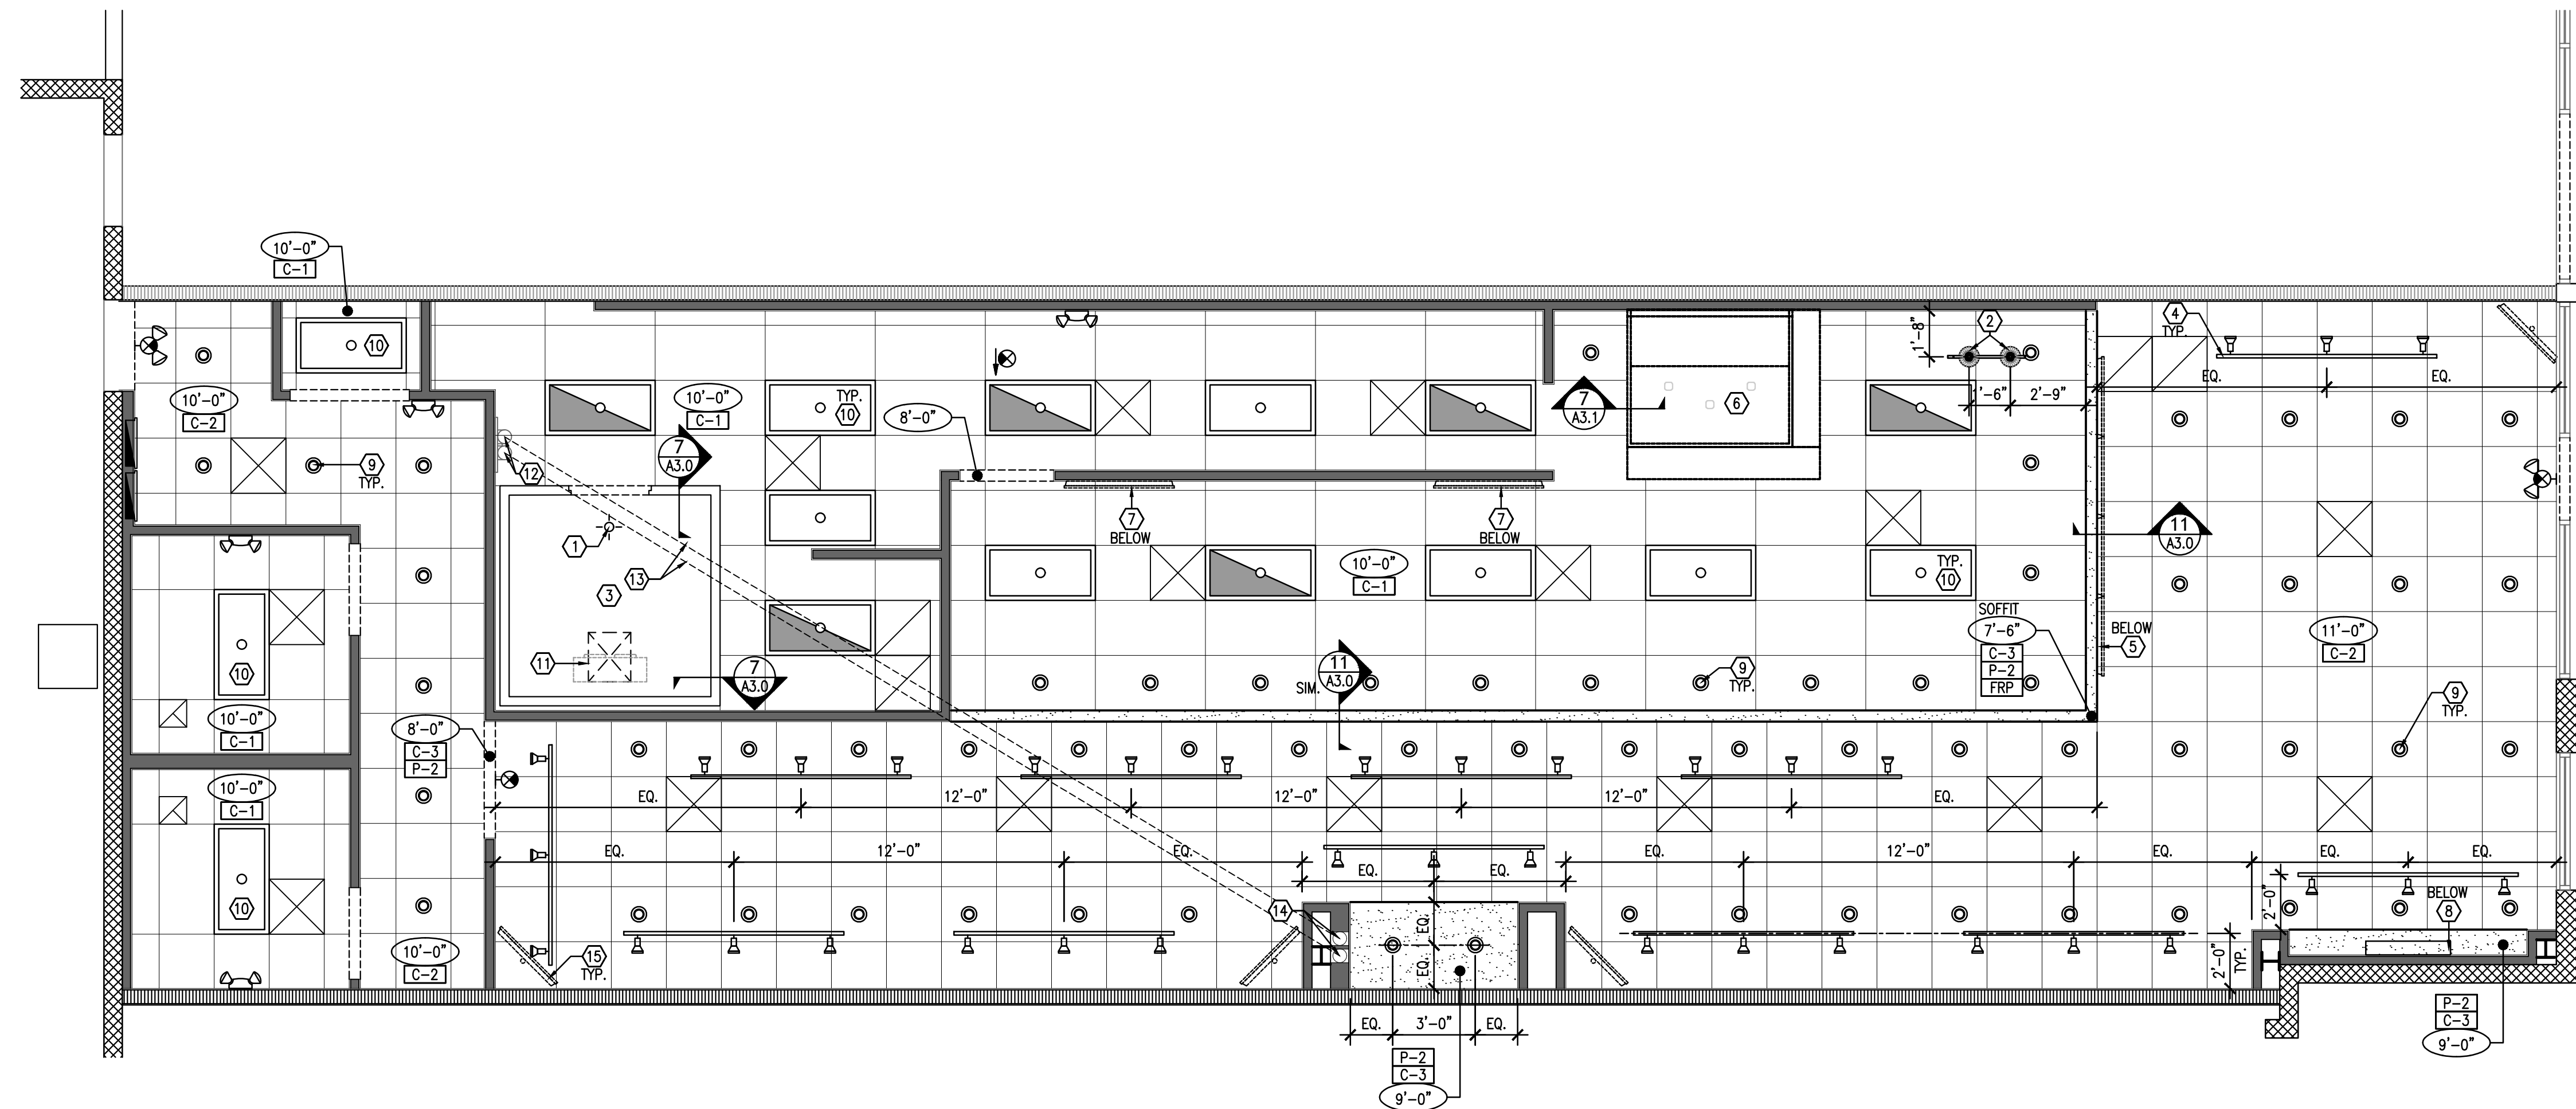 10'-0"
C-1
10
10'-0"
C-2
9
TYP.
10'-0"
C-1
TYP.
10
7
A3.0
12
8'-0"
7
A3.1
6
1'-8"
2
'-6"
2'-9"
4
TYP.
EQ.
EQ.
1
13
3
11
7
A3.0
7
BELOW
7
BELOW
10'-0"
C-1
TYP.
10
11
A3.0
SOFFIT
7'-6"
C-3
P-2
FRP
BELOW
5
11'-0"
C-2
9
TYP.
11
A3.0
SIM.
9
TYP.
10
10'-0"
C-1
10'-0"
C-1
10
8'-0"
C-3
P-2
10'-0"
C-2
EQ.
12'-0"
12'-0"
12'-0"
EQ.
EQ.
12'-0"
EQ.
EQ.
EQ.
EQ.
12'-0"
EQ.
EQ.
EQ.
15
TYP.
14
EQ.
EQ.
2'-0"
BELOW
8
2'-0"
TYP.
EQ.
3'-0"
EQ.
P-2
C-3
9'-0"
P-2
C-3
9'-0"